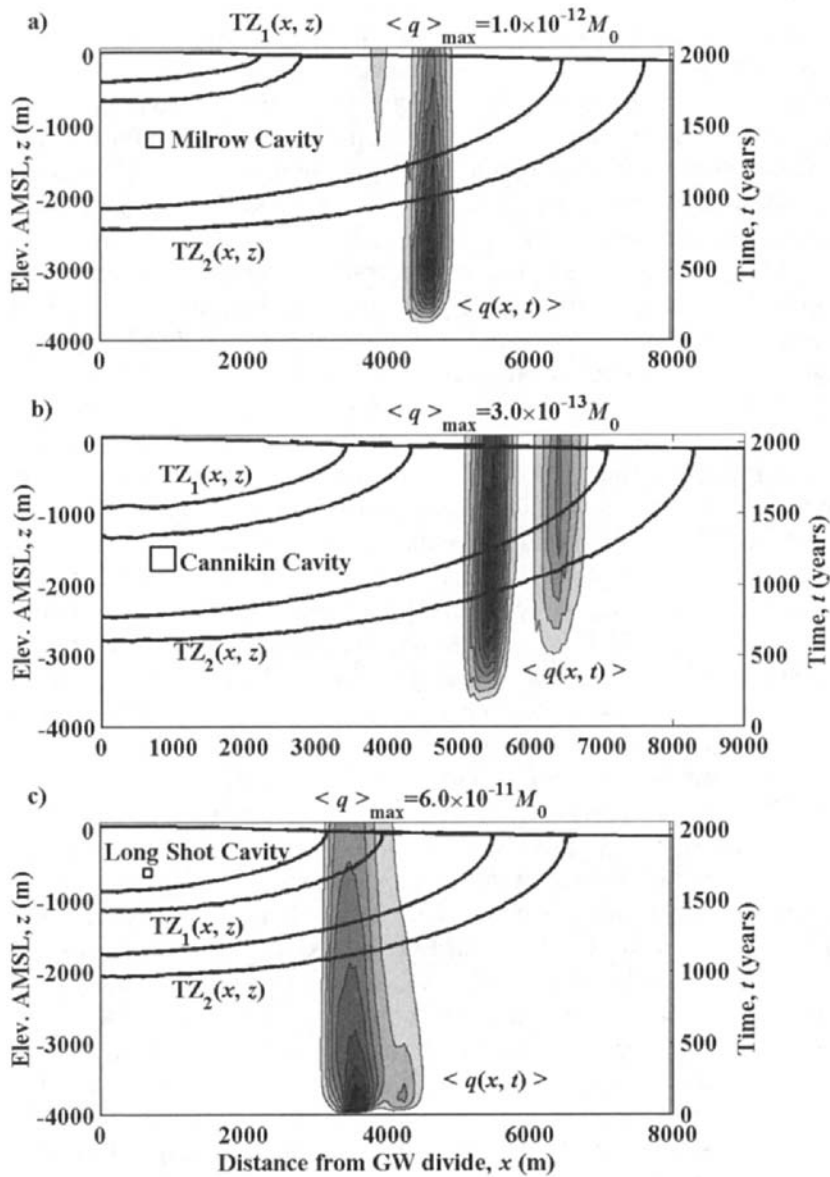 a) TZ₁(x, z) < q >max=1.0×10⁻¹²M₀
0 2000
-1000 1500
Milrow Cavity
-2000 1000
TZ₂(x, z)
-3000 500
< q(x, t) >
-4000 0
Elev. AMSL, z (m)
Time, t (years)
0 2000 4000 6000 8000
b) < q >max=3.0×10⁻¹³M₀
0 2000
TZ₁(x, z)
-1000 1500
Cannikin Cavity
-2000 1000
TZ₂(x, z)
-3000 500
< q(x, t) >
-4000 0
Elev. AMSL, z (m)
Time, t (years)
0 1000 2000 3000 4000 5000 6000 7000 8000 9000
c) < q >max=6.0×10⁻¹¹M₀
0 2000
Long Shot Cavity
-1000 1500
TZ₁(x, z)
-2000 1000
TZ₂(x, z)
-3000 500
< q(x, t) >
-4000 0
Elev. AMSL, z (m)
Time, t (years)
0 2000 4000 6000 8000
Distance from GW divide, x (m)